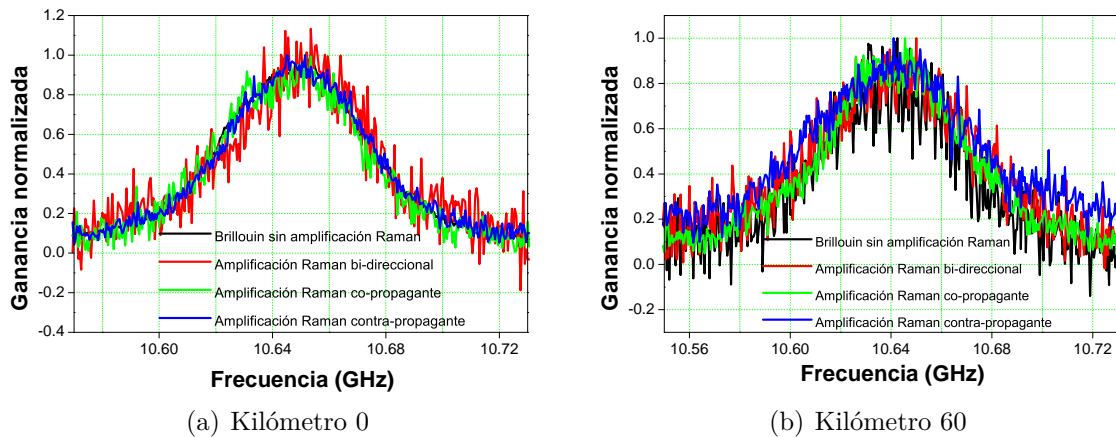 1.2
1.0
0.8
0.6
0.4
0.2
0.0
-0.2
-0.4
Ganancia normalizada
Brillouin sin amplificación Raman
Amplificación Raman bi-direccional
Amplificación Raman co-propagante
Amplificación Raman contra-propagante
10.60
10.64
10.68
10.72
Frecuencia (GHz)
(a) Kilómetro 0
1.0
0.8
0.6
0.4
0.2
0.0
-0.2
Ganancia normalizada
Brillouin sin amplificación Raman
Amplificación Raman bi-direccional
Amplificación Raman co-propagante
Amplificación Raman contra-propagante
10.56
10.60
10.64
10.68
10.72
Frecuencia (GHz)
(b) Kilómetro 60